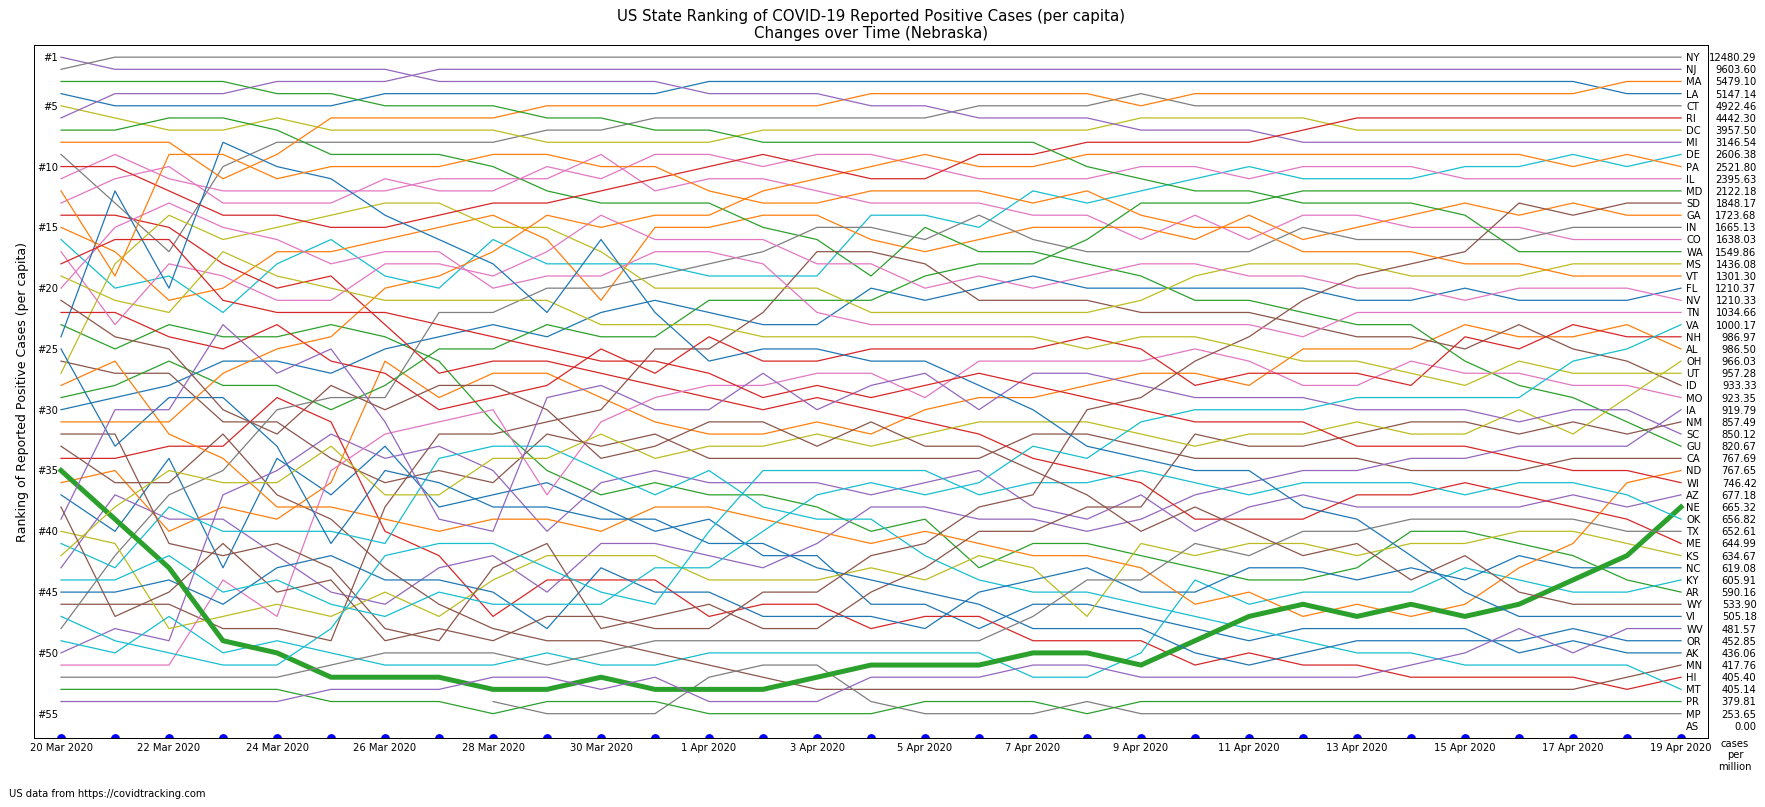 US State Ranking of COVID-19 Reported Positive Cases (per capita)
Changes over Time (Nebraska)
Ranking of Reported Positive Cases (per capita)
#1
#5
#10
#15
#20
#25
#30
#35
#40
#45
#50
#55
NY 12480.29
NJ 9603.60
MA 5479.10
LA 5147.14
CT 4922.46
RI 4442.30
DC 3957.50
MI 3146.54
DE 2606.38
PA 2521.80
IL 2395.63
MD 2122.18
SD 1848.17
GA 1723.68
IN 1665.13
CO 1638.03
WA 1549.86
MS 1436.08
VT 1301.30
FL 1210.37
NV 1210.33
TN 1034.66
VA 1000.17
NH 986.97
AL 986.50
OH 966.03
UT 957.28
ID 933.33
MO 923.35
IA 919.79
NM 857.49
SC 850.12
GU 820.67
CA 767.69
ND 767.65
WI 746.42
AZ 677.18
NE 665.32
OK 656.82
TX 652.61
ME 644.99
KS 634.67
NC 619.08
KY 605.91
AR 590.16
WY 533.90
VI 505.18
WV 481.57
OR 452.85
AK 436.06
MN 417.76
HI 405.40
MT 405.14
PR 379.81
MP 253.65
AS 0.00
20 Mar 2020 22 Mar 2020 24 Mar 2020 26 Mar 2020 28 Mar 2020 30 Mar 2020 1 Apr 2020 3 Apr 2020 5 Apr 2020 7 Apr 2020 9 Apr 2020 11 Apr 2020 13 Apr 2020 15 Apr 2020 17 Apr 2020 19 Apr 2020
cases
per
million
US data from https://covidtracking.com